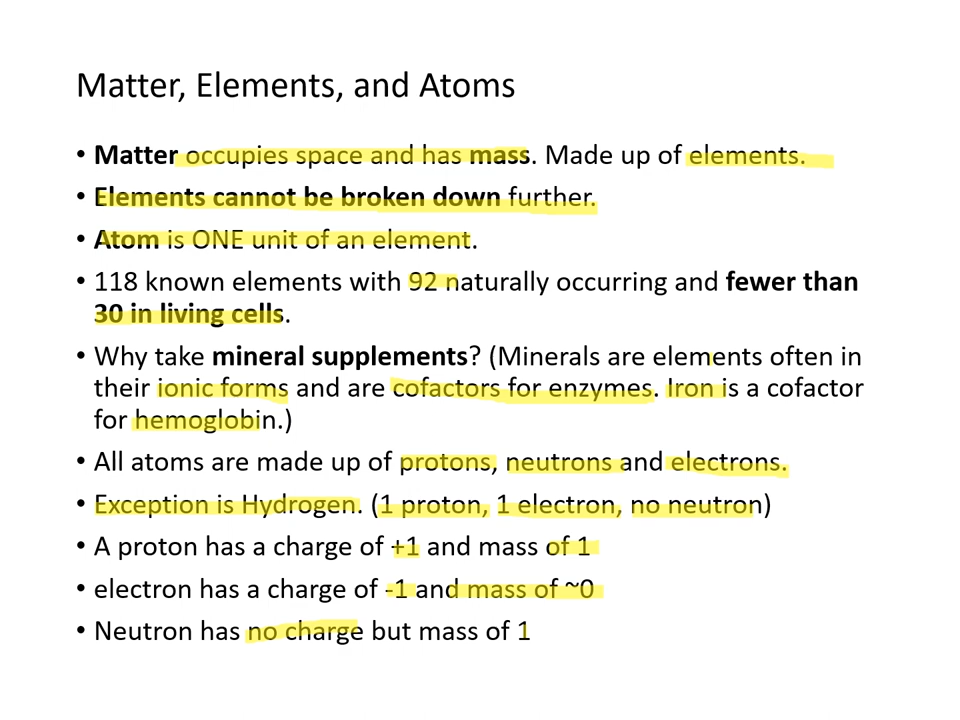 Matter, Elements, and Atoms
• Matter occupies space and has mass. Made up of elements.
• Elements cannot be broken down further.
• Atom is ONE unit of an element.
• 118 known elements with 92 naturally occurring and fewer than
30 in living cells.
• Why take mineral supplements? (Minerals are elements often in
their ionic forms and are cofactors for enzymes. Iron is a cofactor
for hemoglobin.)
• All atoms are made up of protons, neutrons and electrons.
• Exception is Hydrogen. (1 proton, 1 electron, no neutron)
• A proton has a charge of +1 and mass of 1
• electron has a charge of -1 and mass of ~0
• Neutron has no charge but mass of 1